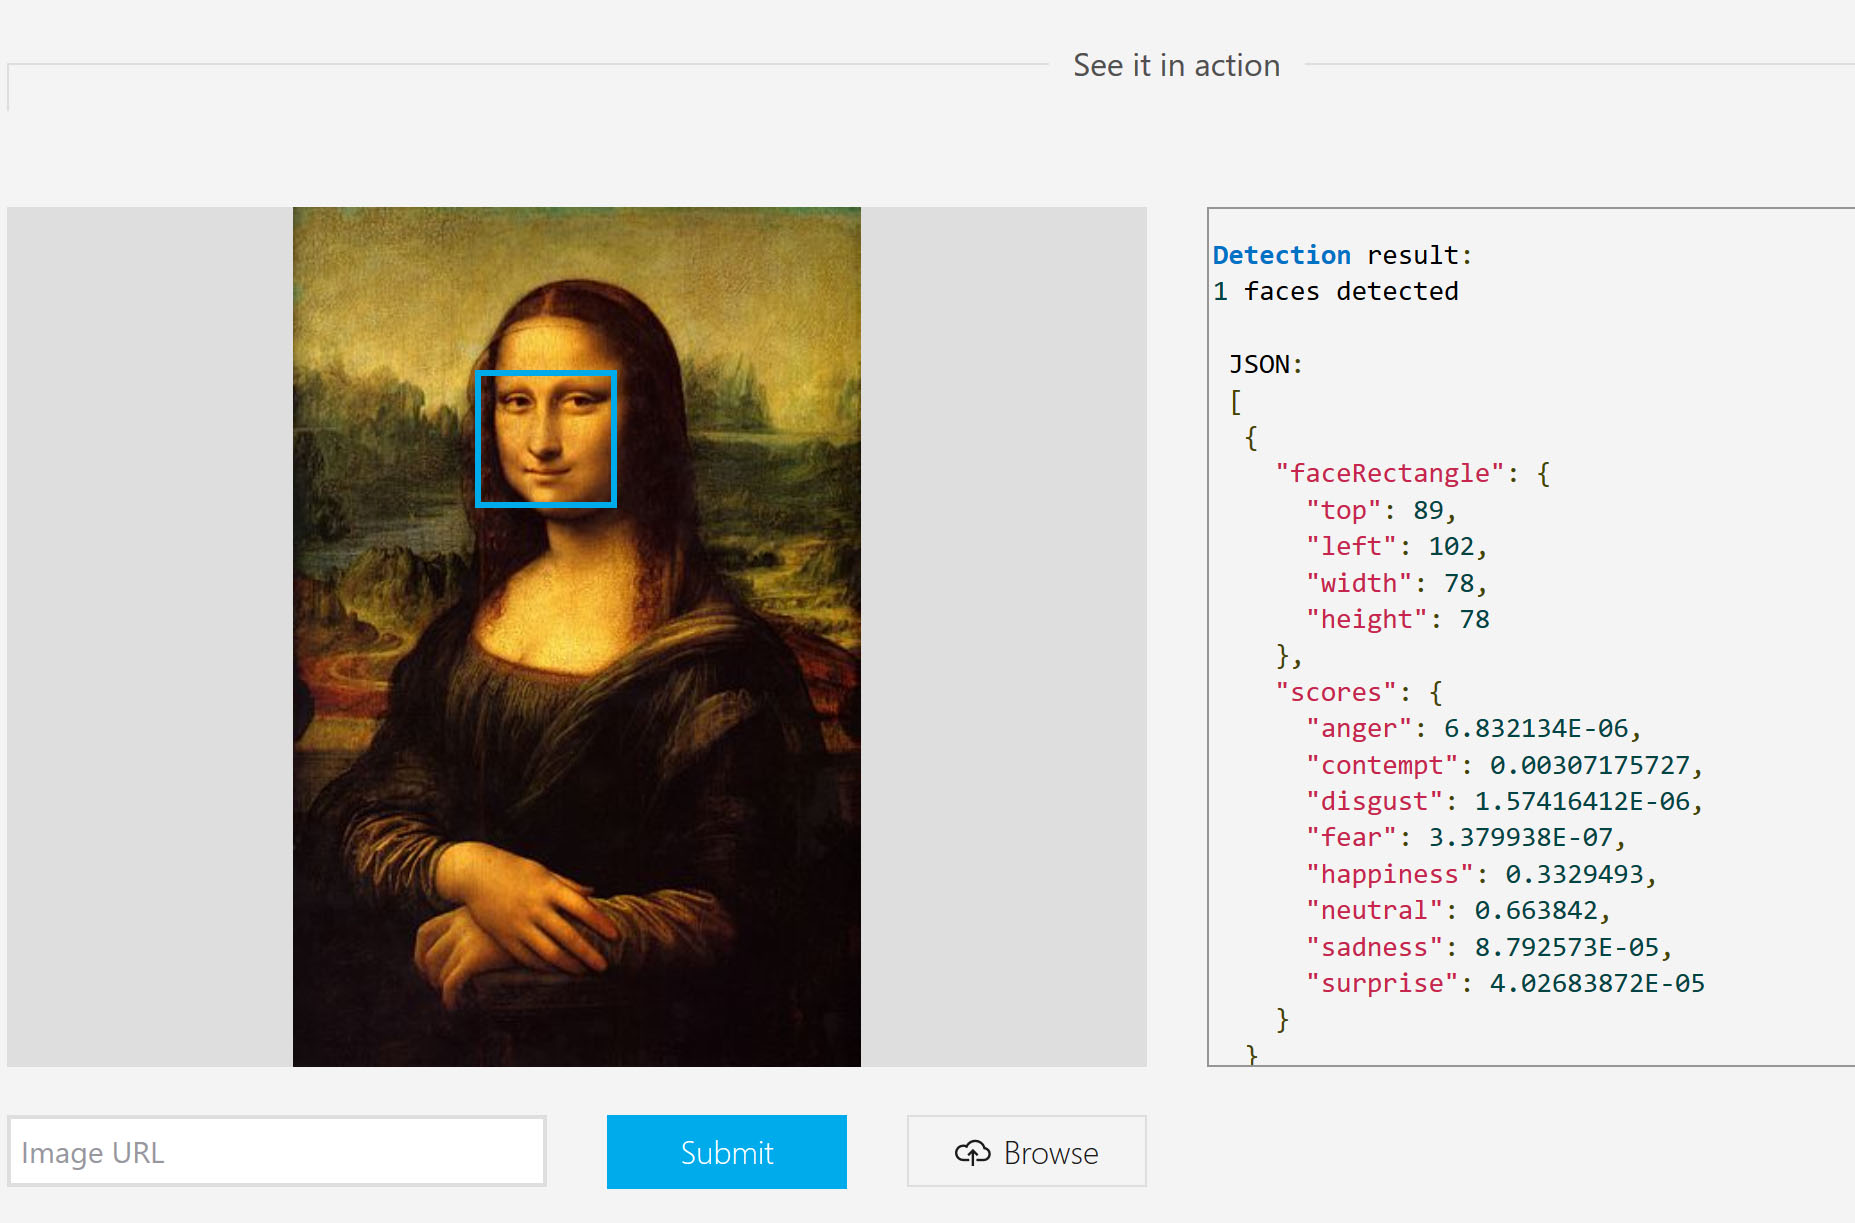 See it in action
Detection result:
1 faces detected
JSON:
[
{
"faceRectangle": {
"top": 89,
"left": 102,
"width": 78,
"height": 78
},
"scores": {
"anger": 6.832134E-06,
"contempt": 0.00307175727,
"disgust": 1.57416412E-06,
"fear": 3.379938E-07,
"happiness": 0.3329493,
"neutral": 0.663842,
"sadness": 8.792573E-05,
"surprise": 4.02683872E-05
}
}
Image URL
Submit
Browse